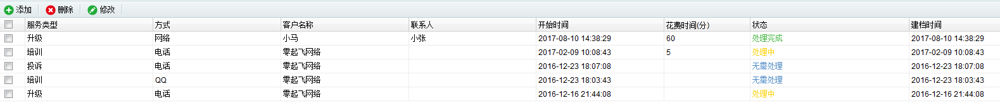 添加 删除 修改
服务类型 方式 客户名称 联系人 开始时间 花费时间(分) 状态 建档时间
升级 网络 小马 小张 2017-08-10 14:38:29 60 处理完成 2017-08-10 14:38:29
培训 电话 零起飞网络 2017-02-09 10:08:43 5 处理中 2017-02-09 10:08:43
投诉 电话 零起飞网络 2016-12-23 18:07:08 无需处理 2016-12-23 18:07:08
培训 QQ 零起飞网络 2016-12-23 18:03:43 无需处理 2016-12-23 18:03:43
升级 电话 零起飞网络 2016-12-16 21:44:08 处理中 2016-12-16 21:44:08